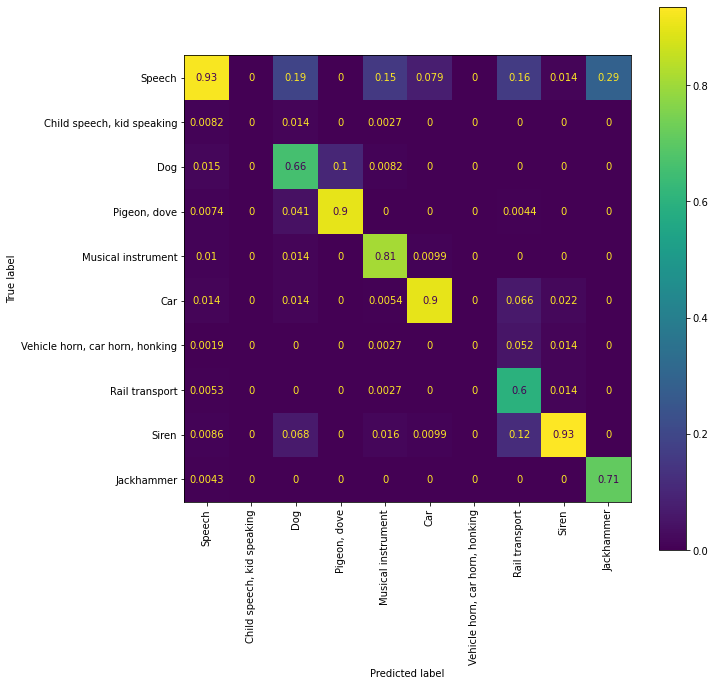 Speech 0.93 0 0.19 0 0.15 0.079 0 0.16 0.014 0.29
Child speech, kid speaking 0.0082 0 0.014 0 0.0027 0 0 0 0 0
Dog 0.015 0 0.66 0.1 0.0082 0 0 0 0 0
Pigeon, dove 0.0074 0 0.041 0.9 0 0 0 0.0044 0 0
Musical instrument 0.01 0 0.014 0 0.81 0.0099 0 0 0 0
Car 0.014 0 0.014 0 0.0054 0.9 0 0.066 0.022 0
Vehicle horn, car horn, honking 0.0019 0 0 0 0.0027 0 0 0.052 0.014 0
Rail transport 0.0053 0 0 0 0.0027 0 0 0.6 0.014 0
Siren 0.0086 0 0.068 0 0.016 0.0099 0 0.12 0.93 0
Jackhammer 0.0043 0 0 0 0 0 0 0 0 0.71
True label
Speech
Child speech, kid speaking
Dog
Pigeon, dove
Musical instrument
Car
Vehicle horn, car horn, honking
Rail transport
Siren
Jackhammer
Predicted label
0.8
0.6
0.4
0.2
0.0